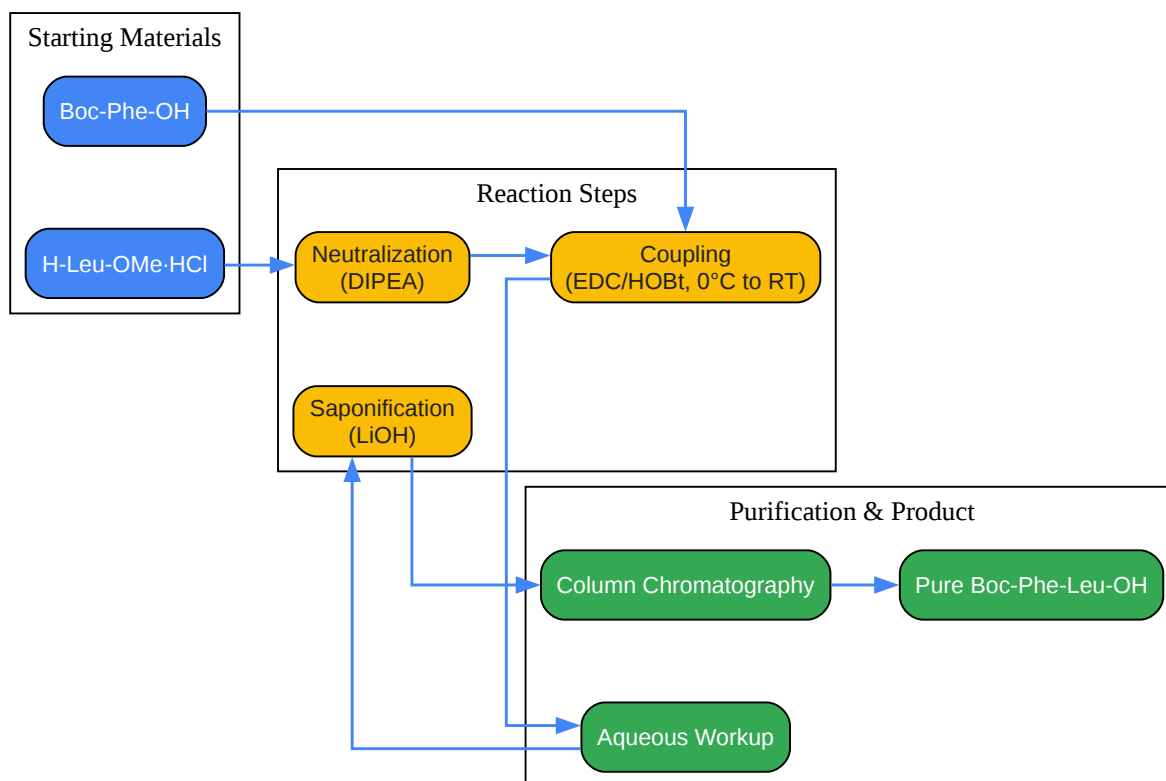 Starting Materials
Boc-Phe-OH
H-Leu-OMe·HCl
Reaction Steps
Neutralization
(DIPEA)
Coupling
(EDC/HOBt, 0°C to RT)
Saponification
(LiOH)
Purification & Product
Column Chromatography
Pure Boc-Phe-Leu-OH
Aqueous Workup